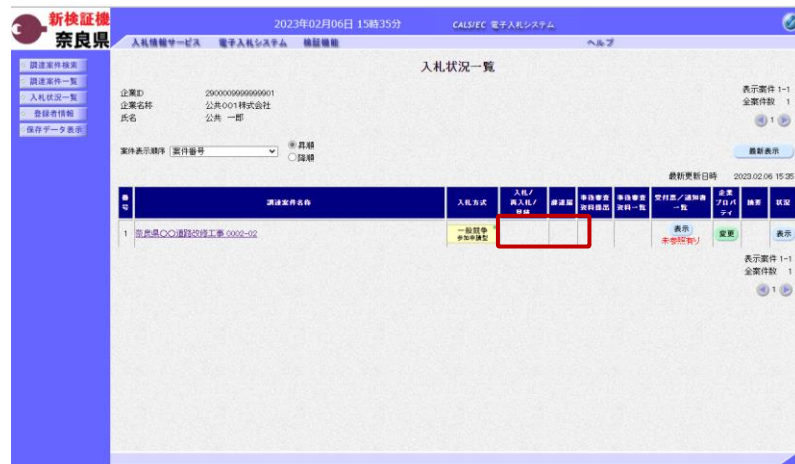 新検証機
奈良県
2023年02月06日 15時35分
CALS/EC 電子入札システム
入札情報サービス 電子入札システム 検証機能 ヘルプ
調達案件検索
調達案件一覧
入札状況一覧
登録者情報
保存データ表示
入札状況一覧
企業ID 2900009999999901
企業名称 公共001株式会社
氏名 公共 一郎
表示案件 1-1
全案件数 1
1
案件表示順序 案件番号
昇順
降順
最新表示
最新更新日時 2023.02.06 15:35
番号 調達案件名称 入札方式 入札/再入札/見積 辞退届 事後審査資料提出 事後審査資料一覧 受付票/通知書一覧 企業プロパティ 摘要 状況
1 奈良県〇〇道路改修工事 0002-02 一般競争 参加申請型 表示 未参照有り 変更 表示
表示案件 1-1
全案件数 1
1